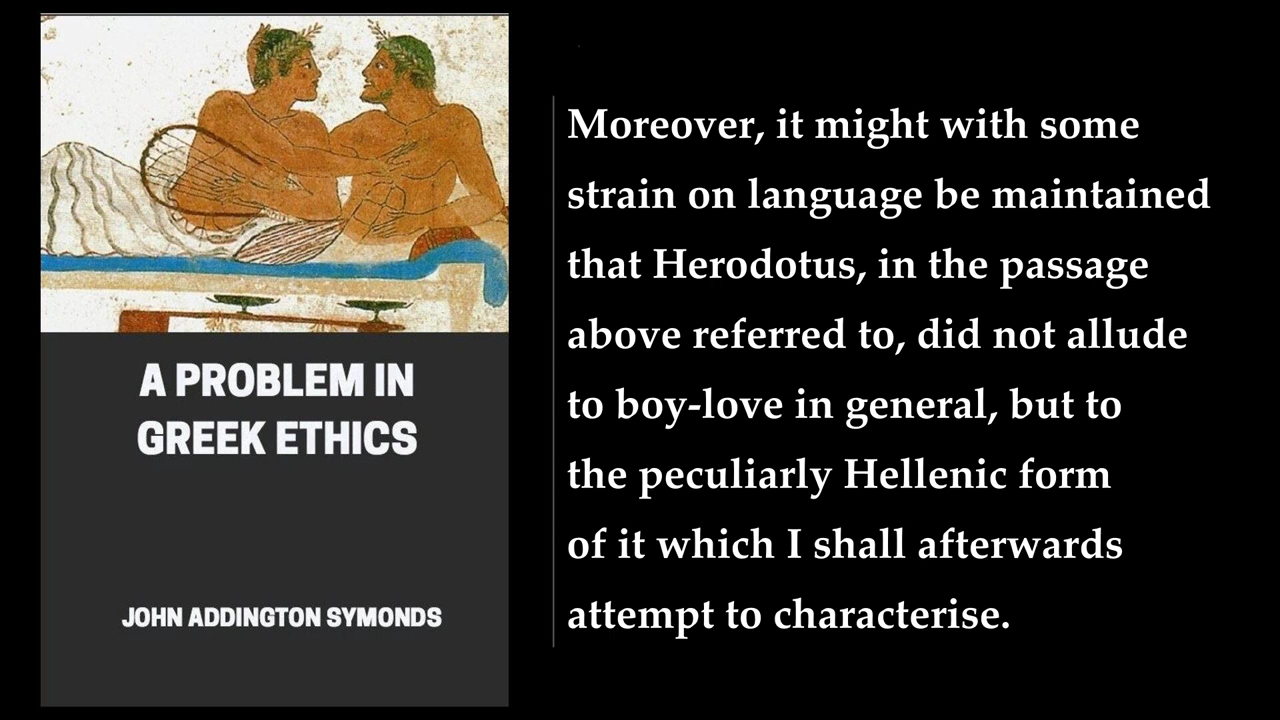 A PROBLEM IN
GREEK ETHICS
JOHN ADDINGTON SYMONDS
Moreover, it might with some
strain on language be maintained
that Herodotus, in the passage
above referred to, did not allude
to boy-love in general, but to
the peculiarly Hellenic form
of it which I shall afterwards
attempt to characterise.